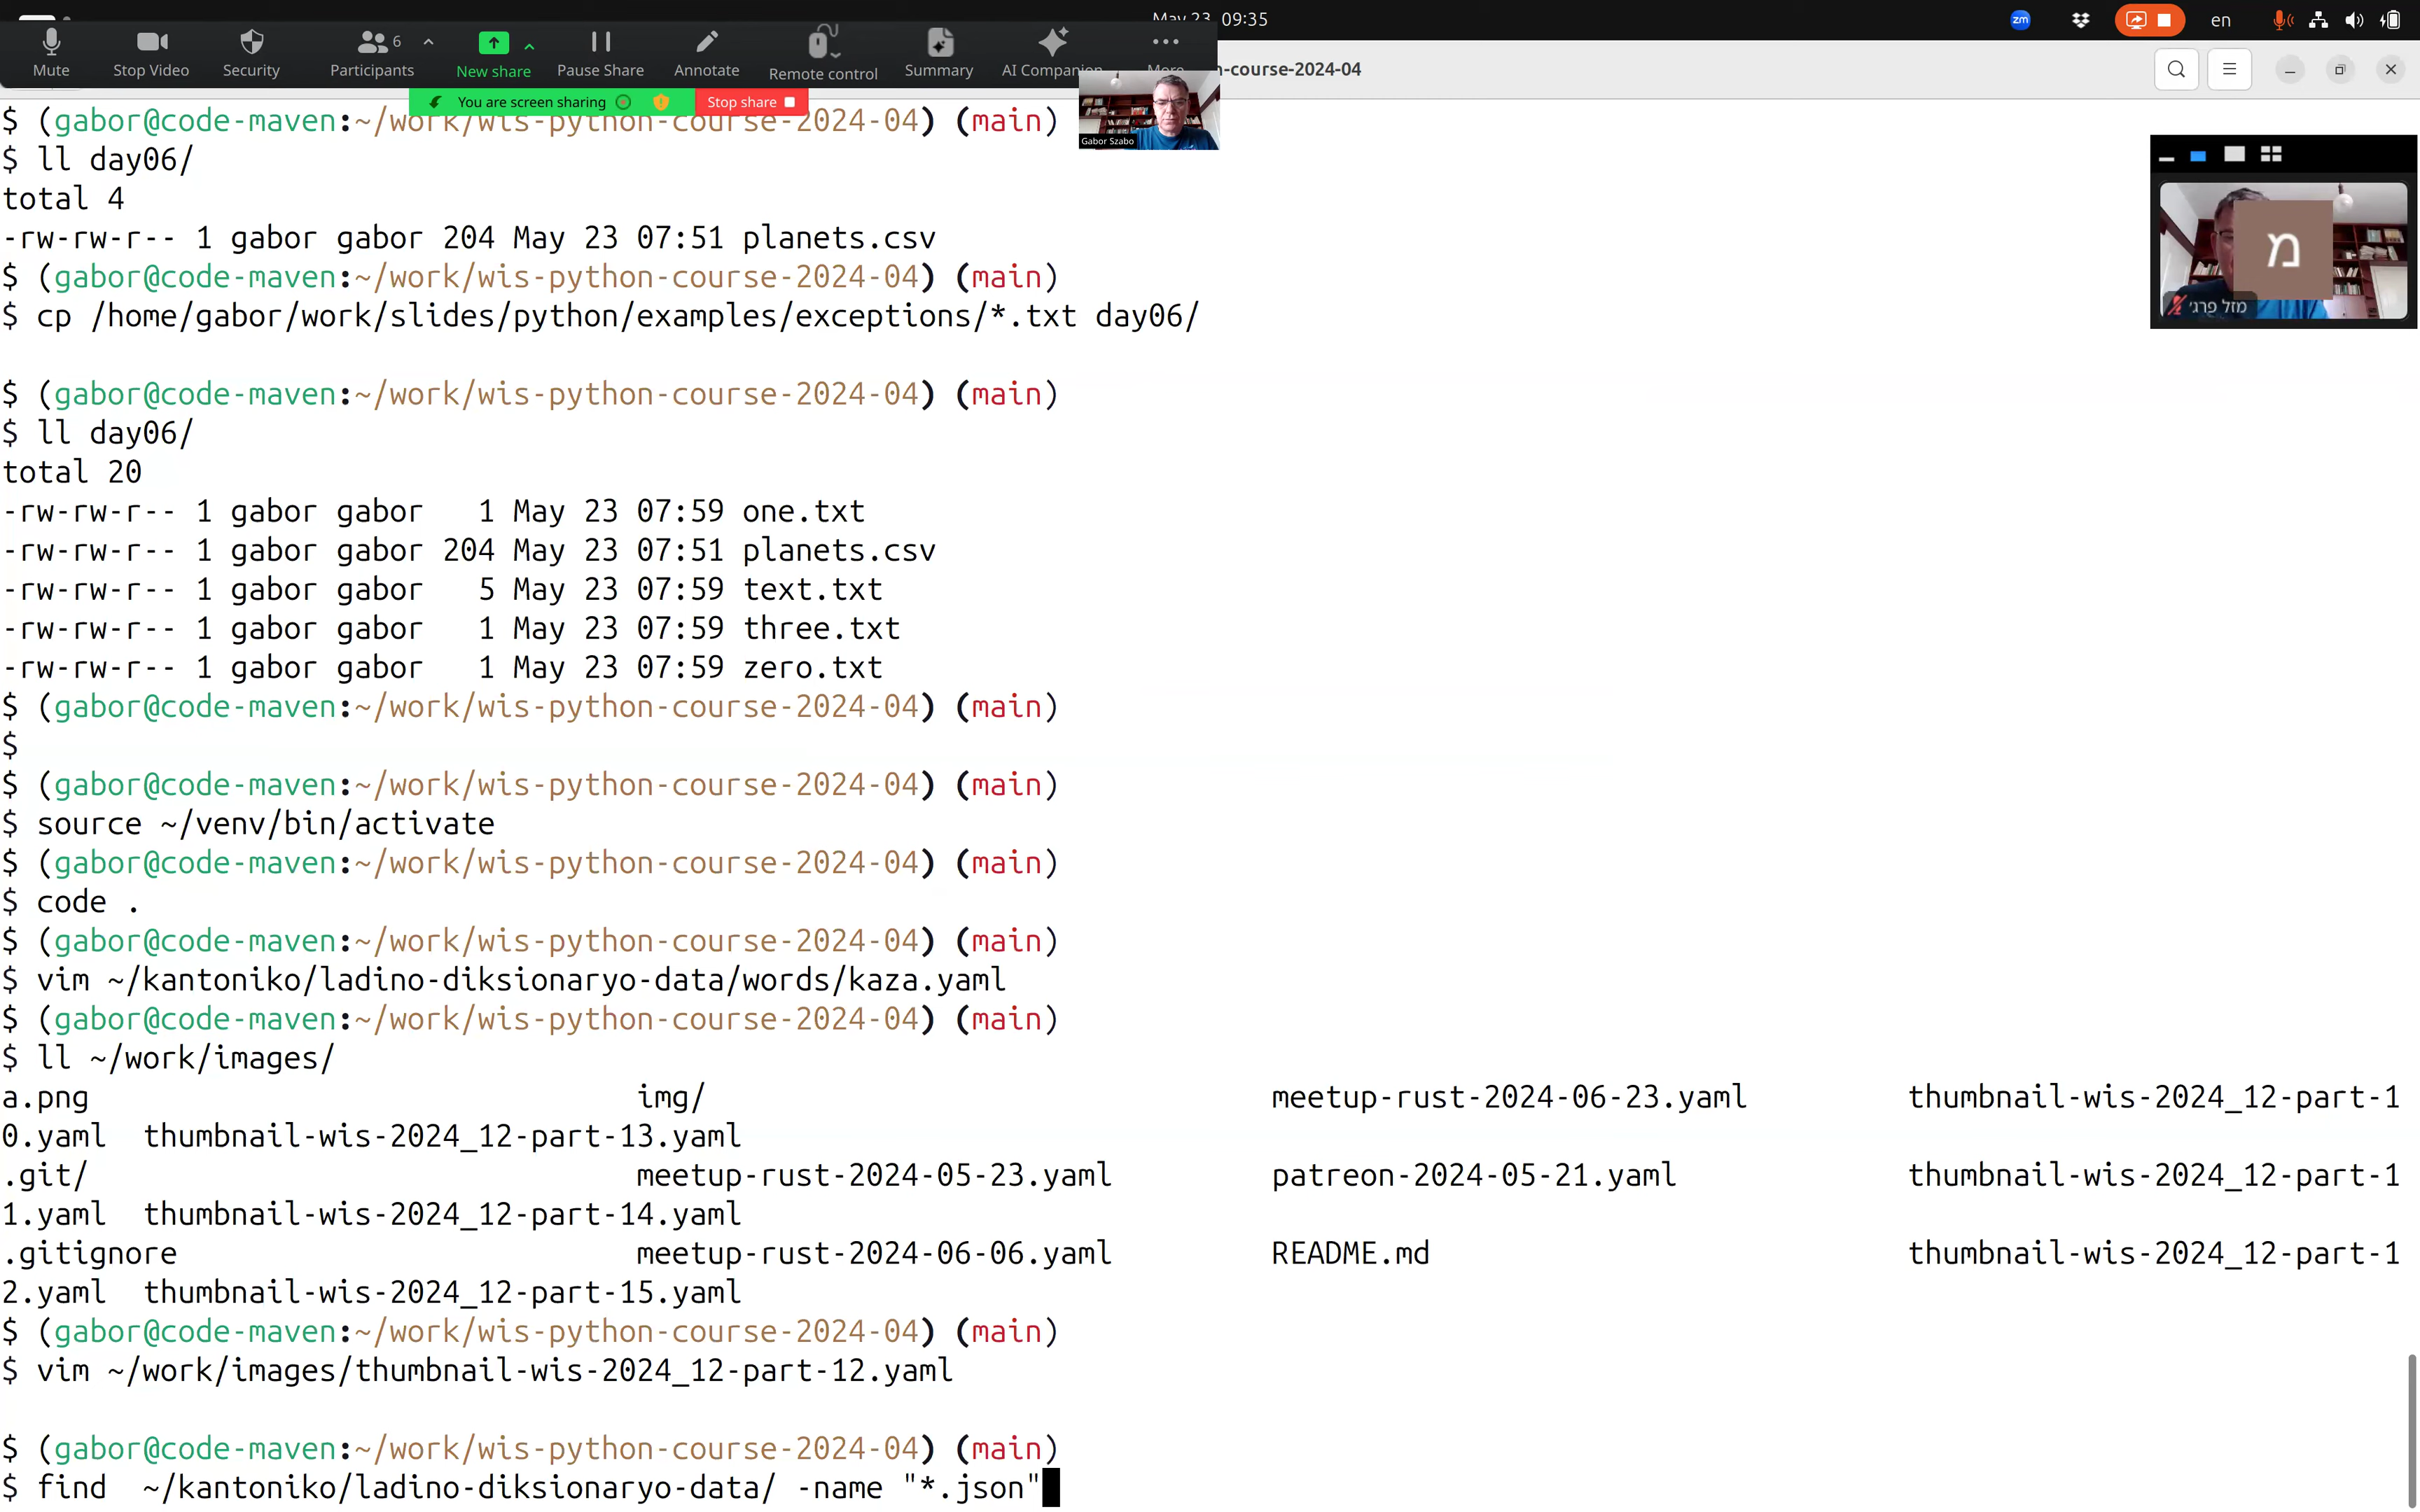 May 23 09:35
zm
en
Mute
Stop Video
Security
Participants
6
New share
Pause Share
Annotate
Remote control
Summary
AI Companion
More
n-course-2024-04
You are screen sharing
Stop share
Gabor Szabo
מ
מזל פרג׳
$ (gabor@code-maven:~/work/wis-python-course-2024-04) (main)
$ ll day06/
total 4
-rw-rw-r-- 1 gabor gabor 204 May 23 07:51 planets.csv
$ (gabor@code-maven:~/work/wis-python-course-2024-04) (main)
$ cp /home/gabor/work/slides/python/examples/exceptions/*.txt day06/
$ (gabor@code-maven:~/work/wis-python-course-2024-04) (main)
$ ll day06/
total 20
-rw-rw-r-- 1 gabor gabor   1 May 23 07:59 one.txt
-rw-rw-r-- 1 gabor gabor 204 May 23 07:51 planets.csv
-rw-rw-r-- 1 gabor gabor   5 May 23 07:59 text.txt
-rw-rw-r-- 1 gabor gabor   1 May 23 07:59 three.txt
-rw-rw-r-- 1 gabor gabor   1 May 23 07:59 zero.txt
$ (gabor@code-maven:~/work/wis-python-course-2024-04) (main)
$
$ (gabor@code-maven:~/work/wis-python-course-2024-04) (main)
$ source ~/venv/bin/activate
$ (gabor@code-maven:~/work/wis-python-course-2024-04) (main)
$ code .
$ (gabor@code-maven:~/work/wis-python-course-2024-04) (main)
$ vim ~/kantoniko/ladino-diksionaryo-data/words/kaza.yaml
$ (gabor@code-maven:~/work/wis-python-course-2024-04) (main)
$ ll ~/work/images/
a.png img/ meetup-rust-2024-06-23.yaml thumbnail-wis-2024_12-part-1
0.yaml  thumbnail-wis-2024_12-part-13.yaml
.git/ meetup-rust-2024-05-23.yaml patreon-2024-05-21.yaml thumbnail-wis-2024_12-part-1
1.yaml  thumbnail-wis-2024_12-part-14.yaml
.gitignore meetup-rust-2024-06-06.yaml README.md thumbnail-wis-2024_12-part-1
2.yaml  thumbnail-wis-2024_12-part-15.yaml
$ (gabor@code-maven:~/work/wis-python-course-2024-04) (main)
$ vim ~/work/images/thumbnail-wis-2024_12-part-12.yaml
$ (gabor@code-maven:~/work/wis-python-course-2024-04) (main)
$ find  ~/kantoniko/ladino-diksionaryo-data/ -name "*.json"